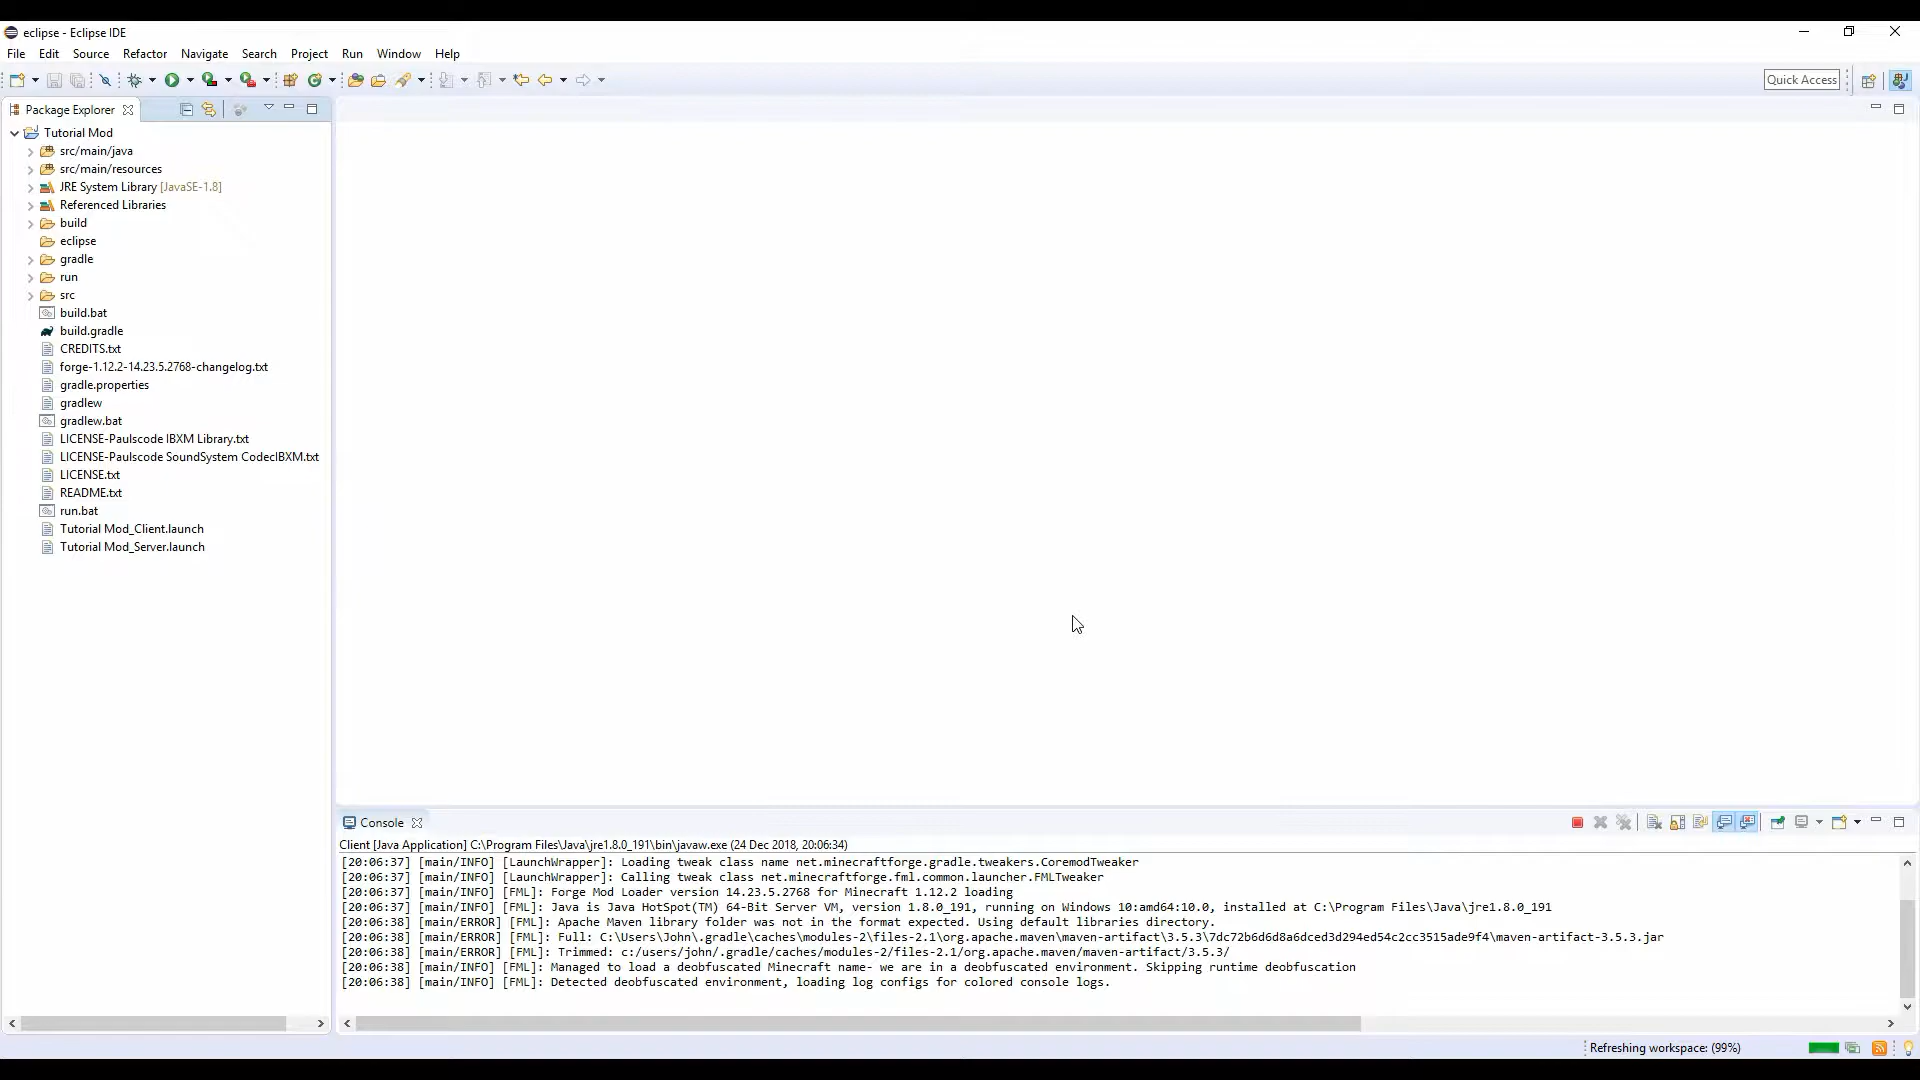 eclipse - Eclipse IDE
File Edit Source Refactor Navigate Search Project Run Window Help
Quick Access
Package Explorer
Tutorial Mod
src/main/java
src/main/resources
JRE System Library [JavaSE-1.8]
Referenced Libraries
build
eclipse
gradle
run
src
build.bat
build.gradle
CREDITS.txt
forge-1.12.2-14.23.5.2768-changelog.txt
gradle.properties
gradlew
gradlew.bat
LICENSE-Paulscode IBXM Library.txt
LICENSE-Paulscode SoundSystem CodecIBXM.txt
LICENSE.txt
README.txt
run.bat
Tutorial Mod_Client.launch
Tutorial Mod_Server.launch
Console
Client [Java Application] C:\Program Files\Java\jre1.8.0_191\bin\javaw.exe (24 Dec 2018, 20:06:34)
[20:06:37] [main/INFO] [LaunchWrapper]: Loading tweak class name net.minecraftforge.gradle.tweakers.CoremodTweaker
[20:06:37] [main/INFO] [LaunchWrapper]: Calling tweak class net.minecraftforge.fml.common.launcher.FMLTweaker
[20:06:37] [main/INFO] [FML]: Forge Mod Loader version 14.23.5.2768 for Minecraft 1.12.2 loading
[20:06:37] [main/INFO] [FML]: Java is Java HotSpot(TM) 64-Bit Server VM, version 1.8.0_191, running on Windows 10:amd64:10.0, installed at C:\Program Files\Java\jre1.8.0_191
[20:06:38] [main/ERROR] [FML]: Apache Maven library folder was not in the format expected. Using default libraries directory.
[20:06:38] [main/ERROR] [FML]: Full: C:\Users\John\.gradle\caches\modules-2\files-2.1\org.apache.maven\maven-artifact\3.5.3\7dc72b6d6d8a6dced3d294ed54c2cc3515ade9f4\maven-artifact-3.5.3.jar
[20:06:38] [main/ERROR] [FML]: Trimmed: c:/users/john/.gradle/caches/modules-2/files-2.1/org.apache.maven/maven-artifact/3.5.3/
[20:06:38] [main/INFO] [FML]: Managed to load a deobfuscated Minecraft name- we are in a deobfuscated environment. Skipping runtime deobfuscation
[20:06:38] [main/INFO] [FML]: Detected deobfuscated environment, loading log configs for colored console logs.
Refreshing workspace: (99%)